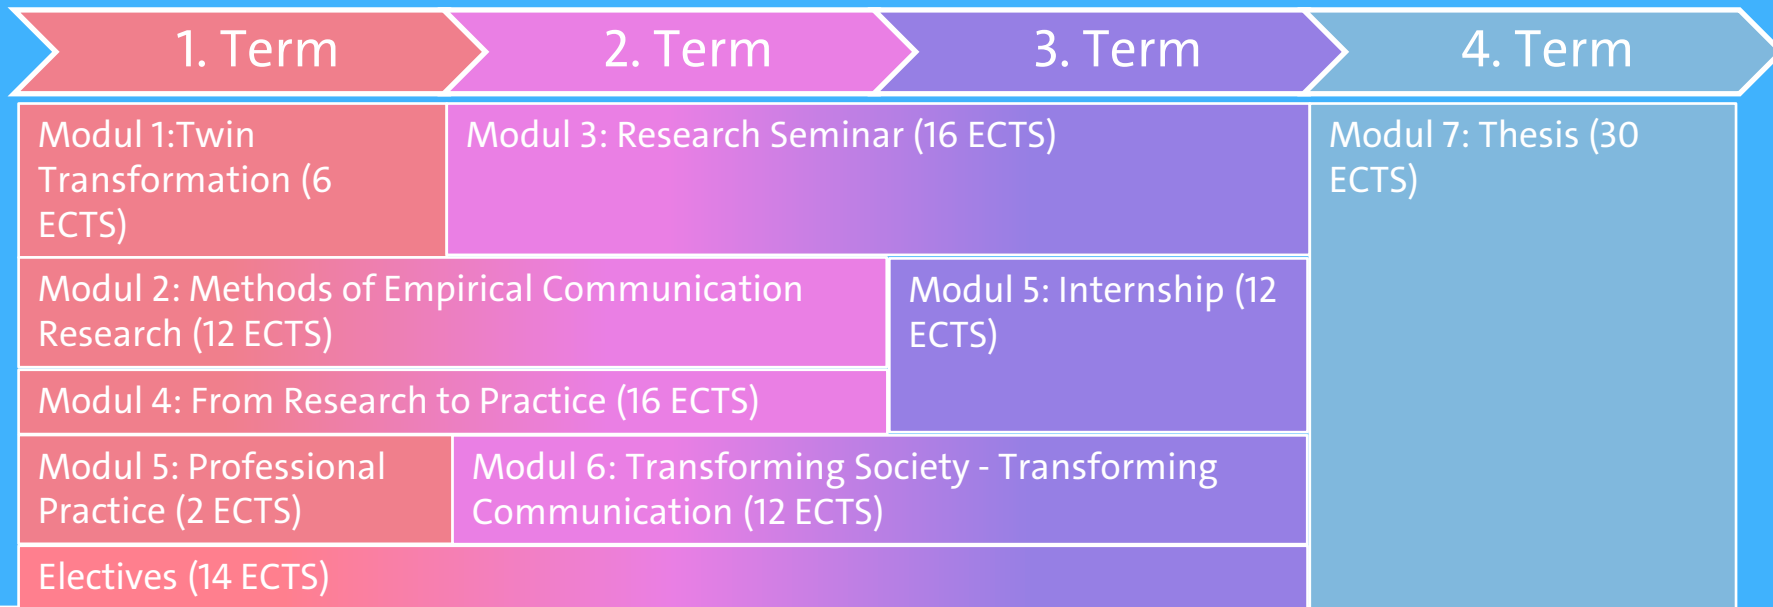 1. Term
2. Term
3. Term
4. Term
Modul 1:Twin
Transformation (6
ECTS)
Modul 3: Research Seminar (16 ECTS)
Modul 7: Thesis (30
ECTS)
Modul 2: Methods of Empirical Communication
Research (12 ECTS)
Modul 5: Internship (12
ECTS)
Modul 4: From Research to Practice (16 ECTS)
Modul 5: Professional
Practice (2 ECTS)
Modul 6: Transforming Society - Transforming
Communication (12 ECTS)
Electives (14 ECTS)